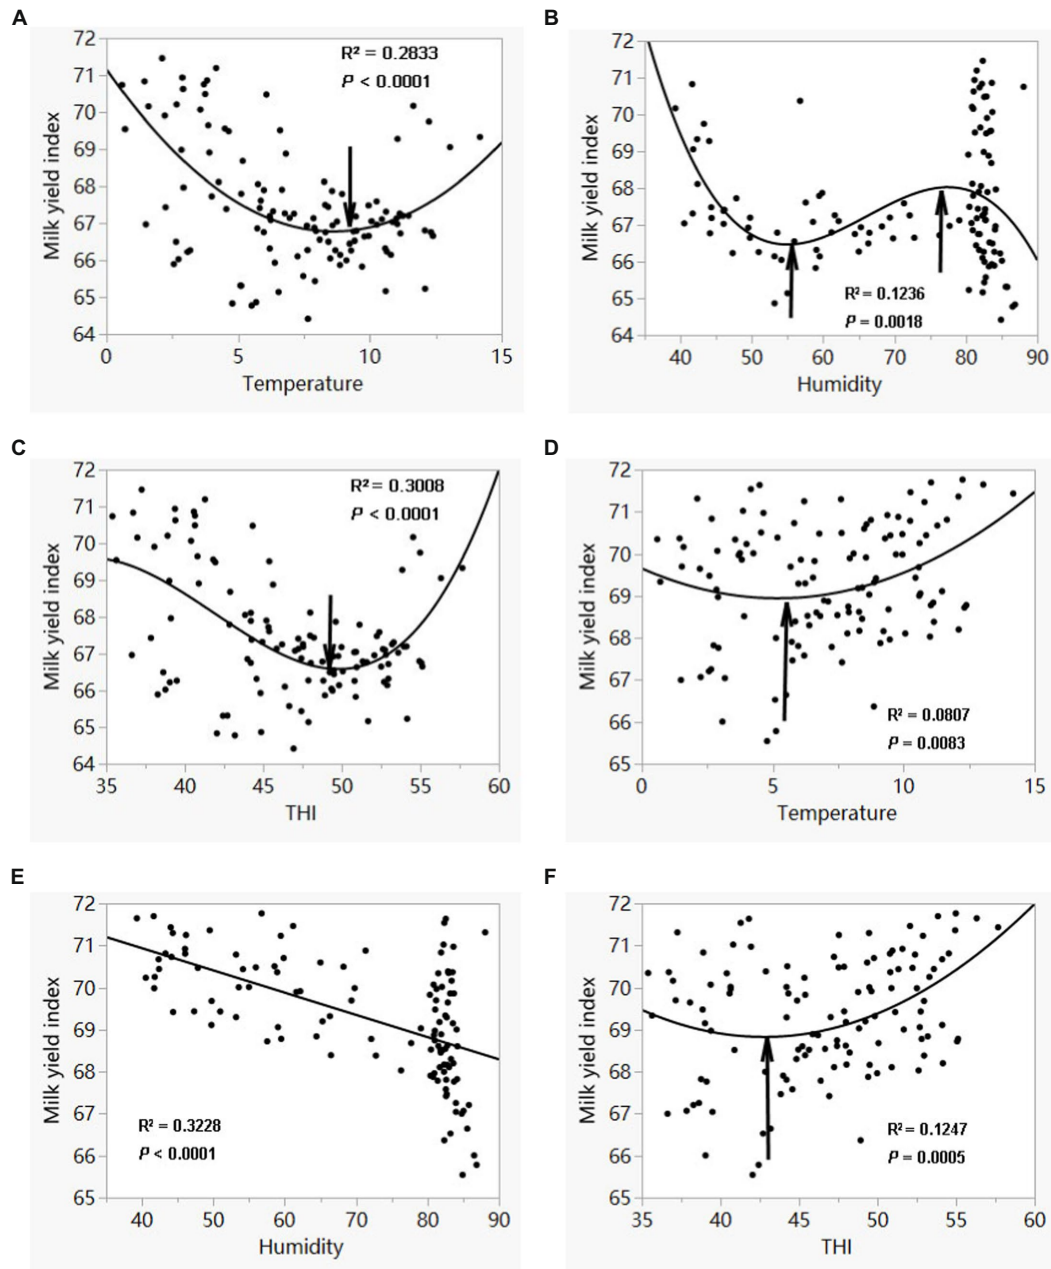 A
R² = 0.2833
P < 0.0001
Milk yield index
72
71
70
69
68
67
66
65
64
0 5 10 15
Temperature
B
R² = 0.1236
P = 0.0018
Milk yield index
72
71
70
69
68
67
66
65
64
40 50 60 70 80 90
Humidity
C
R² = 0.3008
P < 0.0001
Milk yield index
72
71
70
69
68
67
66
65
64
35 40 45 50 55 60
THI
D
R² = 0.0807
P = 0.0083
Milk yield index
72
71
70
69
68
67
66
65
0 5 10 15
Temperature
E
R² = 0.3228
P < 0.0001
Milk yield index
72
71
70
69
68
67
66
65
40 50 60 70 80 90
Humidity
F
R² = 0.1247
P = 0.0005
Milk yield index
72
71
70
69
68
67
66
65
35 40 45 50 55 60
THI